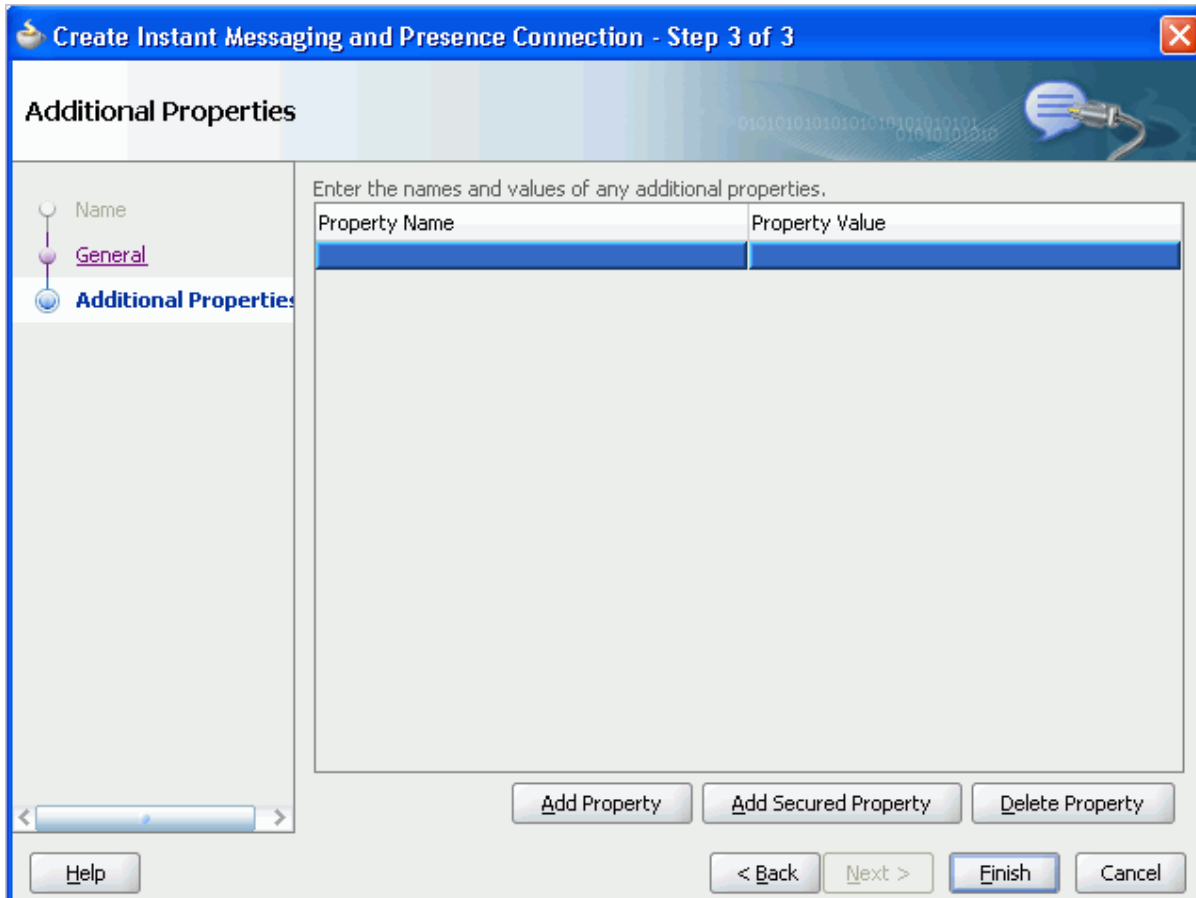 Create Instant Messaging and Presence Connection - Step 3 of 3
Additional Properties
0101010101010101010101010101
01010101010
Name
General
Additional Properties
Enter the names and values of any additional properties.
Property Name Property Value
Add Property Add Secured Property Delete Property
Help < Back Next > Finish Cancel